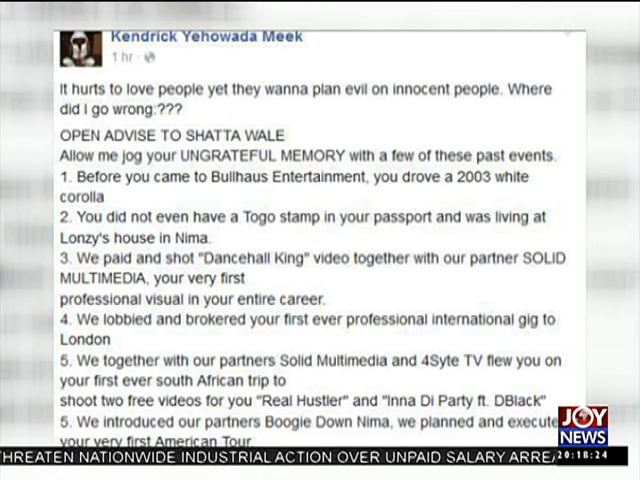 Kendrick Yehowada Meek
1 hr ·
It hurts to love people yet they wanna plan evil on innocent people. Where
did I go wrong:???
OPEN ADVISE TO SHATTA WALE
Allow me jog your UNGRATEFUL MEMORY with a few of these past events.
1. Before you came to Bullhaus Entertainment, you drove a 2003 white
corolla
2. You did not even have a Togo stamp in your passport and was living at
Lonzy's house in Nima.
3. We paid and shot "Dancehall King" video together with our partner SOLID
MULTIMEDIA, your very first
professional visual in your entire career.
4. We lobbied and brokered your first ever professional international gig to
London
5. We together with our partners Solid Multimedia and 4Syte TV flew you on
your first ever south African trip to
shoot two free videos for you "Real Hustler" and "Inna Di Party ft. DBlack"
5. We introduced our partners Boogie Down Nima, we planned and execute
your very first American Tour
JOY
NEWS
HREATEN NATIONWIDE INDUSTRIAL ACTION OVER UNPAID SALARY ARREA
20:18:24